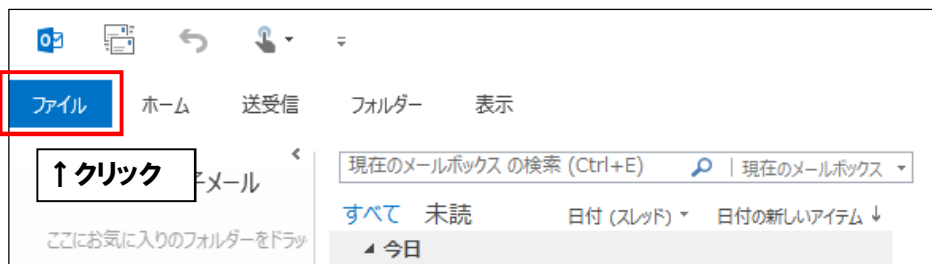 ファイル ホーム 送受信 フォルダー 表示
↑クリック
子メール
現在のメールボックス の検索 (Ctrl+E) 現在のメールボックス
すべて 未読 日付 (スレッド) 日付の新しいアイテム ↓
ここにお気に入りのフォルダーをドラッ
今日